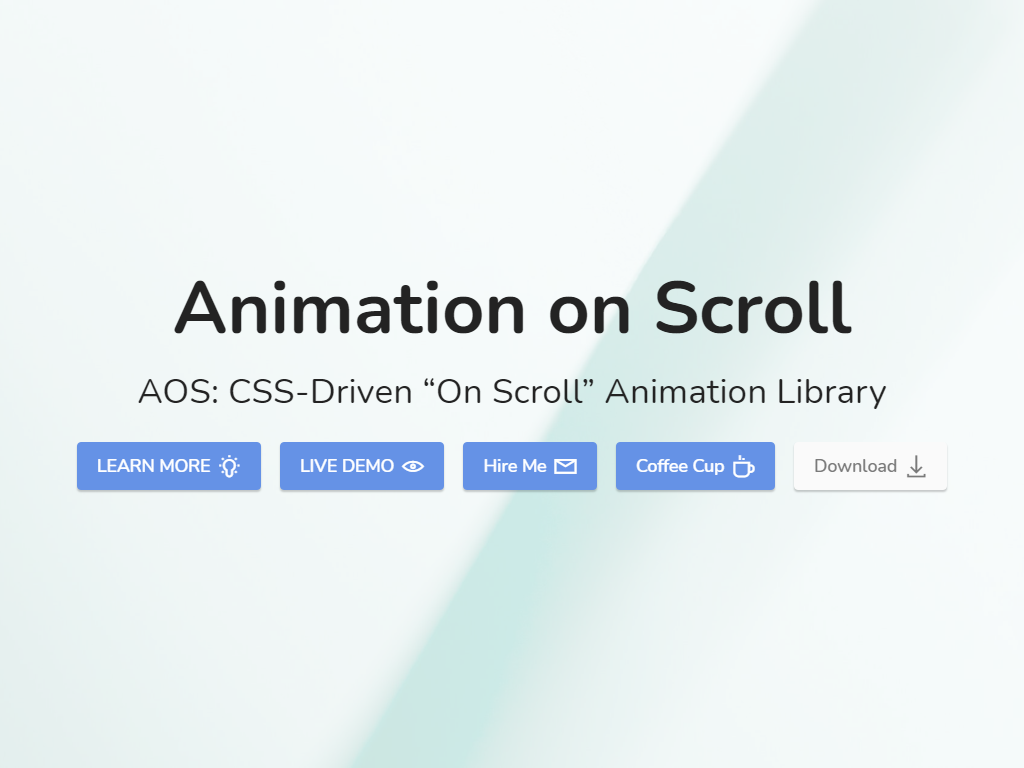 Animation on Scroll
AOS: CSS-Driven “On Scroll” Animation Library
LEARN MORE LIVE DEMO Hire Me Coffee Cup Download